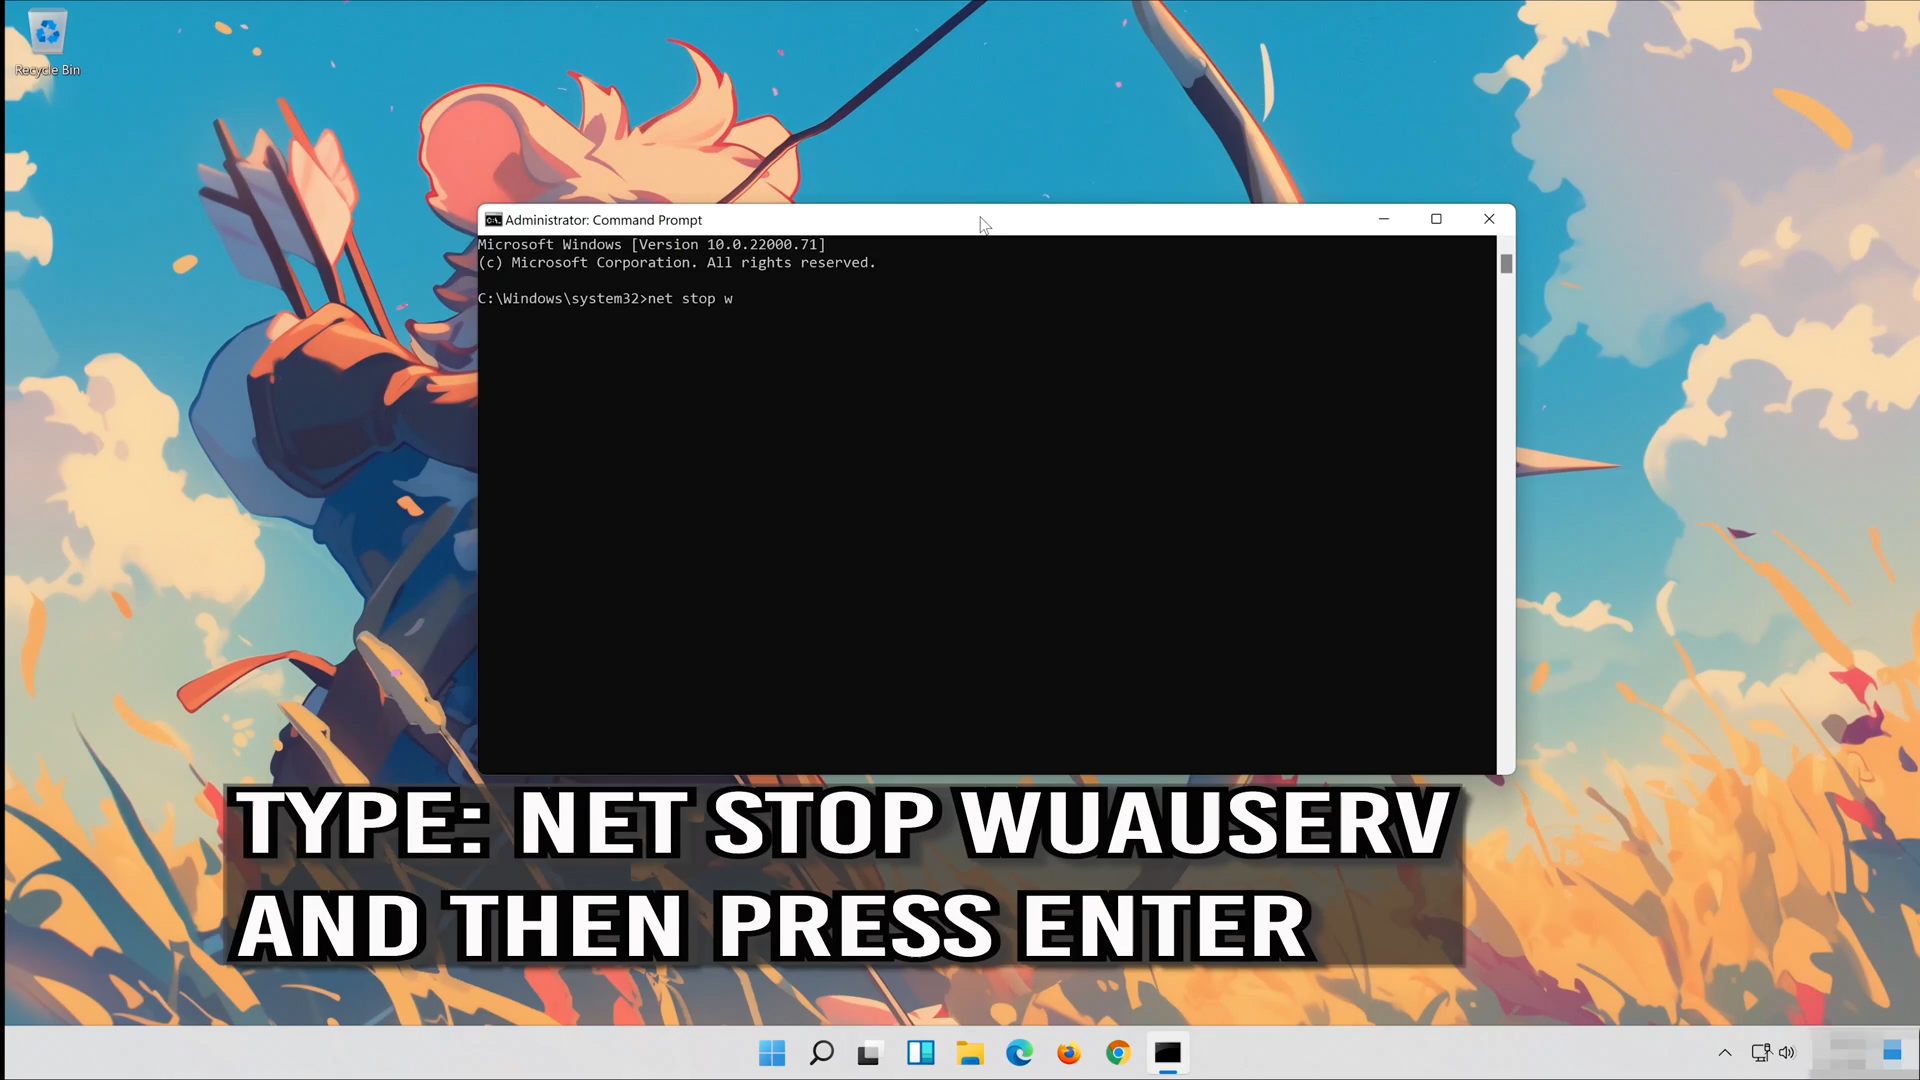 Recycle Bin
Administrator: Command Prompt
Microsoft Windows [Version 10.0.22000.71]
(c) Microsoft Corporation. All rights reserved.
C:\Windows\system32>net stop w
TYPE: NET STOP WUAUSERV
AND THEN PRESS ENTER